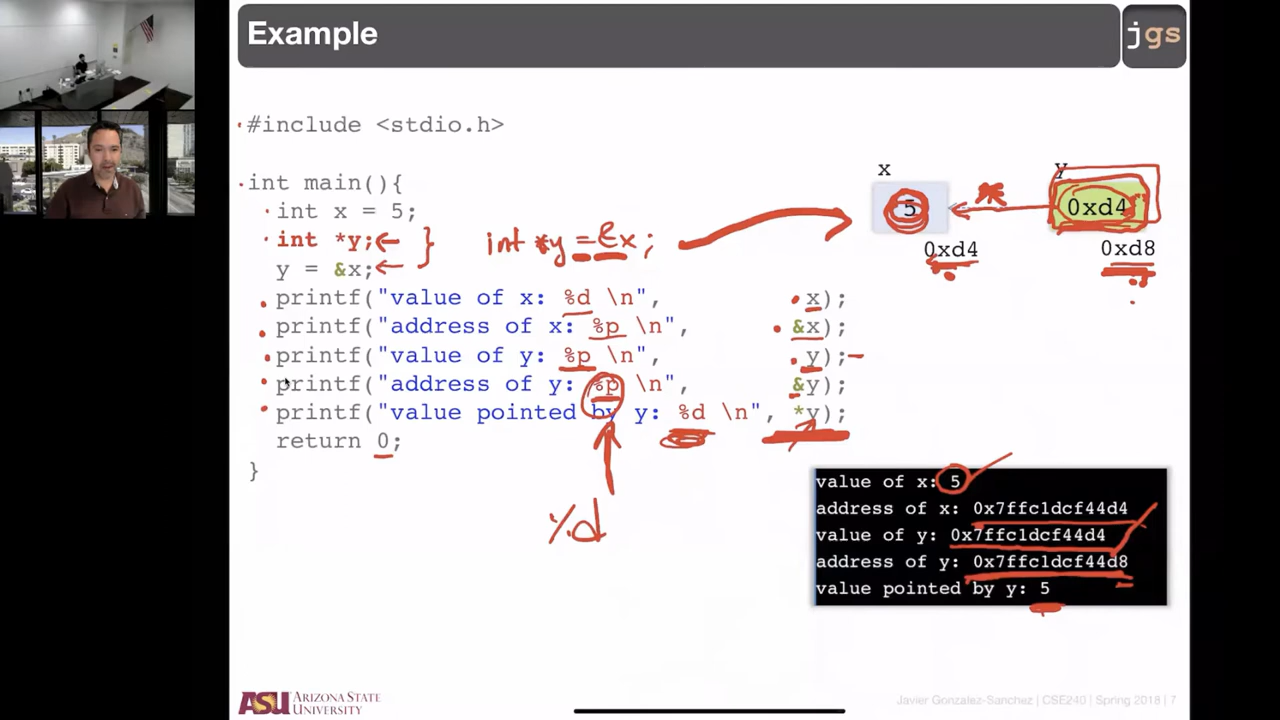 Example
jgs
#include <stdio.h>
int main(){
int x = 5;
int *y;
y = &x;
int *y = &x;
printf("value of x: %d \n", x);
printf("address of x: %p \n", &x);
printf("value of y: %p \n", y);
printf("address of y: %p \n", &y);
printf("value pointed by y: %d \n", *y);
return 0;
}
%d
x
y
5
*
0xd4
0xd4
0xd8
value of x: 5
address of x: 0x7ffc1dcf44d4
value of y: 0x7ffc1dcf44d4
address of y: 0x7ffc1dcf44d8
value pointed by y: 5
ASU ARIZONA STATE
UNIVERSITY
Javier Gonzalez-Sanchez | CSE240 | Spring 2018 | 7